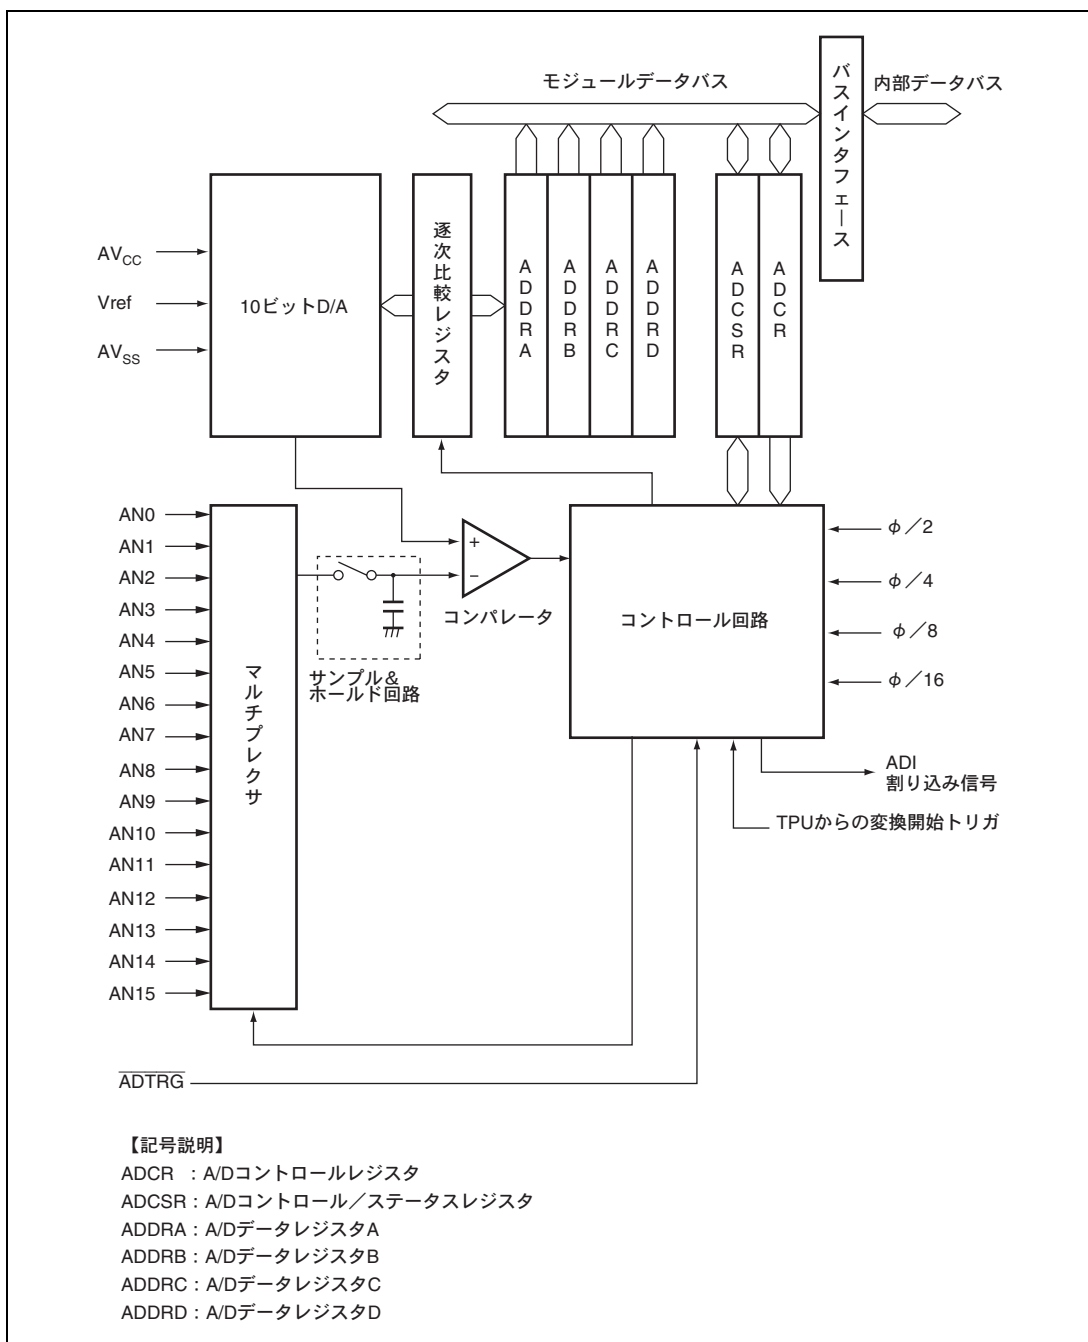 モジュールデータバス
バスインタフェース
内部データバス
AVCC
Vref
AVSS
10ビットD/A
逐次比較レジスタ
ADDRA
ADDRB
ADDRC
ADDRD
ADCSR
ADCR
AN0
AN1
AN2
AN3
AN4
AN5
AN6
AN7
AN8
AN9
AN10
AN11
AN12
AN13
AN14
AN15
マルチプレクサ
サンプル&
ホールド回路
+
−
コンパレータ
コントロール回路
φ/2
φ/4
φ/8
φ/16
ADI
割り込み信号
TPUからの変換開始トリガ
ADTRG
【記号説明】
ADCR :A/Dコントロールレジスタ
ADCSR:A/Dコントロール/ステータスレジスタ
ADDRA:A/DデータレジスタA
ADDRB:A/DデータレジスタB
ADDRC:A/DデータレジスタC
ADDRD:A/DデータレジスタD